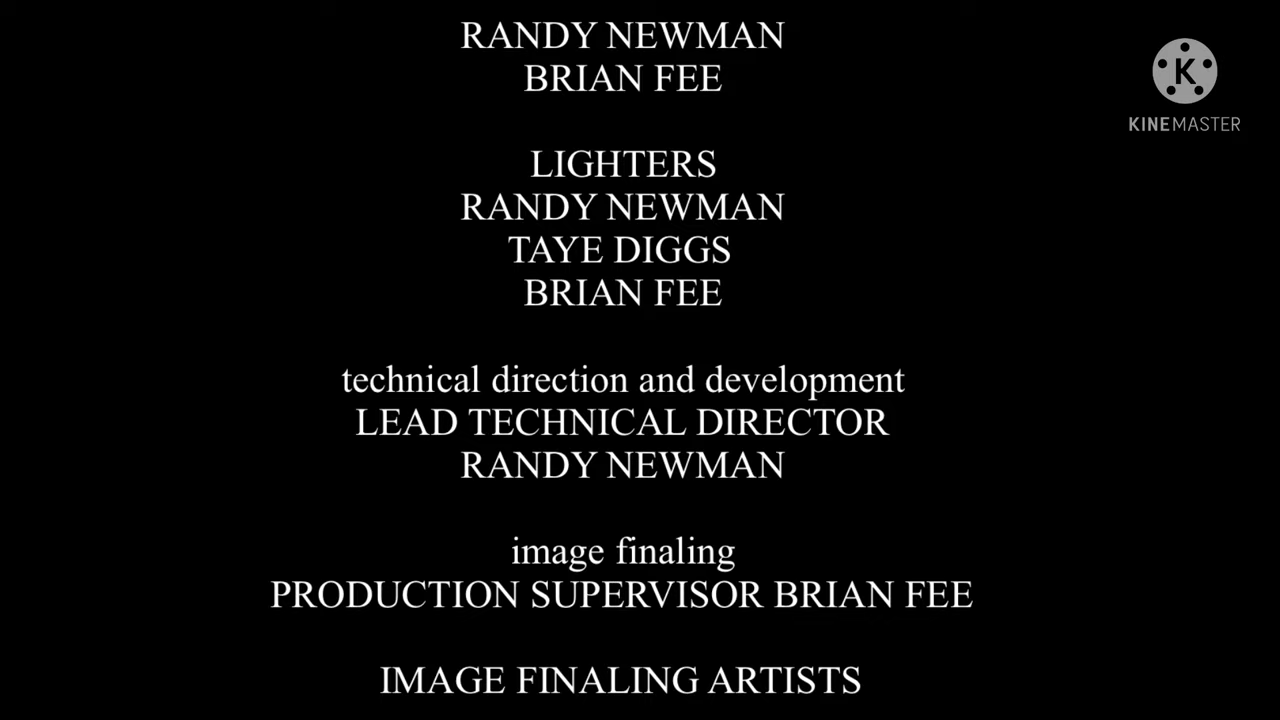 RANDY NEWMAN
BRIAN FEE
K
KINEMASTER
LIGHTERS
RANDY NEWMAN
TAYE DIGGS
BRIAN FEE
technical direction and development
LEAD TECHNICAL DIRECTOR
RANDY NEWMAN
image finaling
PRODUCTION SUPERVISOR BRIAN FEE
IMAGE FINALING ARTISTS